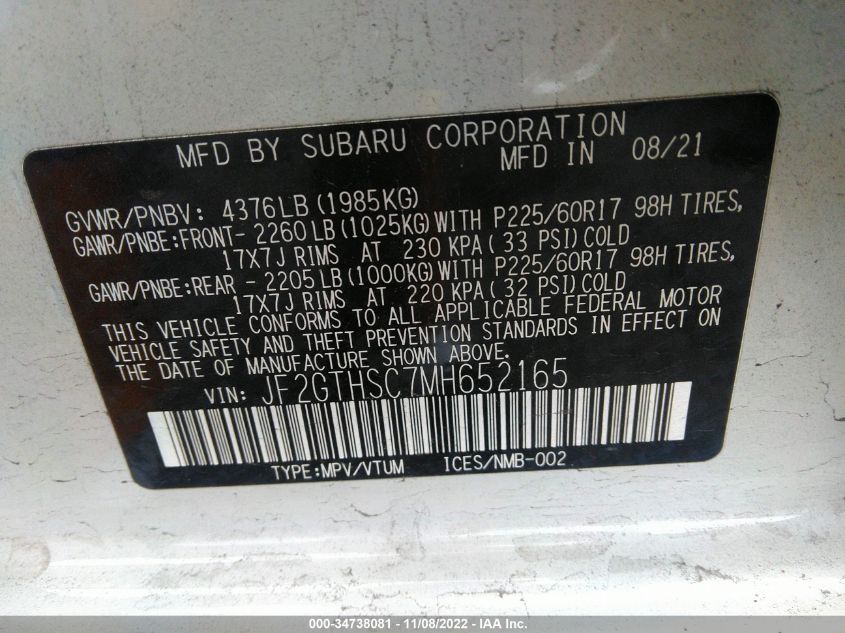 MFD BY SUBARU CORPORATION
MFD IN 08/21
GVWR/PNBV: 4376LB(1985KG)
GAWR/PNBE:FRONT- 2260LB(1025KG)WITH P225/60R17 98H TIRES,
17X7J RIMS AT 230 KPA( 33 PSI)COLD
GAWR/PNBE:REAR - 2205LB(1000KG)WITH P225/60R17 98H TIRES,
17X7J RIMS AT 220 KPA( 32 PSI)COLD
THIS VEHICLE CONFORMS TO ALL APPLICABLE FEDERAL MOTOR
VEHICLE SAFETY AND THEFT PREVENTION STANDARDS IN EFFECT ON
THE DATE OF MANUFACTURE SHOWN ABOVE.
VIN: JF2GTHSC7MH652165
TYPE:MPV/VTUM ICES/NMB-002
000-34738081 - 11/08/2022 - IAA Inc.